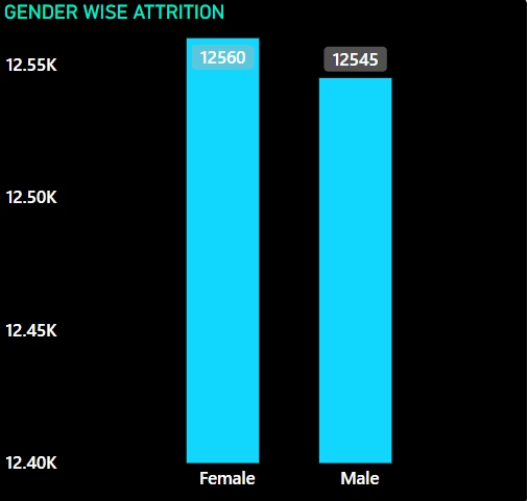 GENDER WISE ATTRITION
12.55K
12560
12545
12.50K
12.45K
12.40K
Female
Male